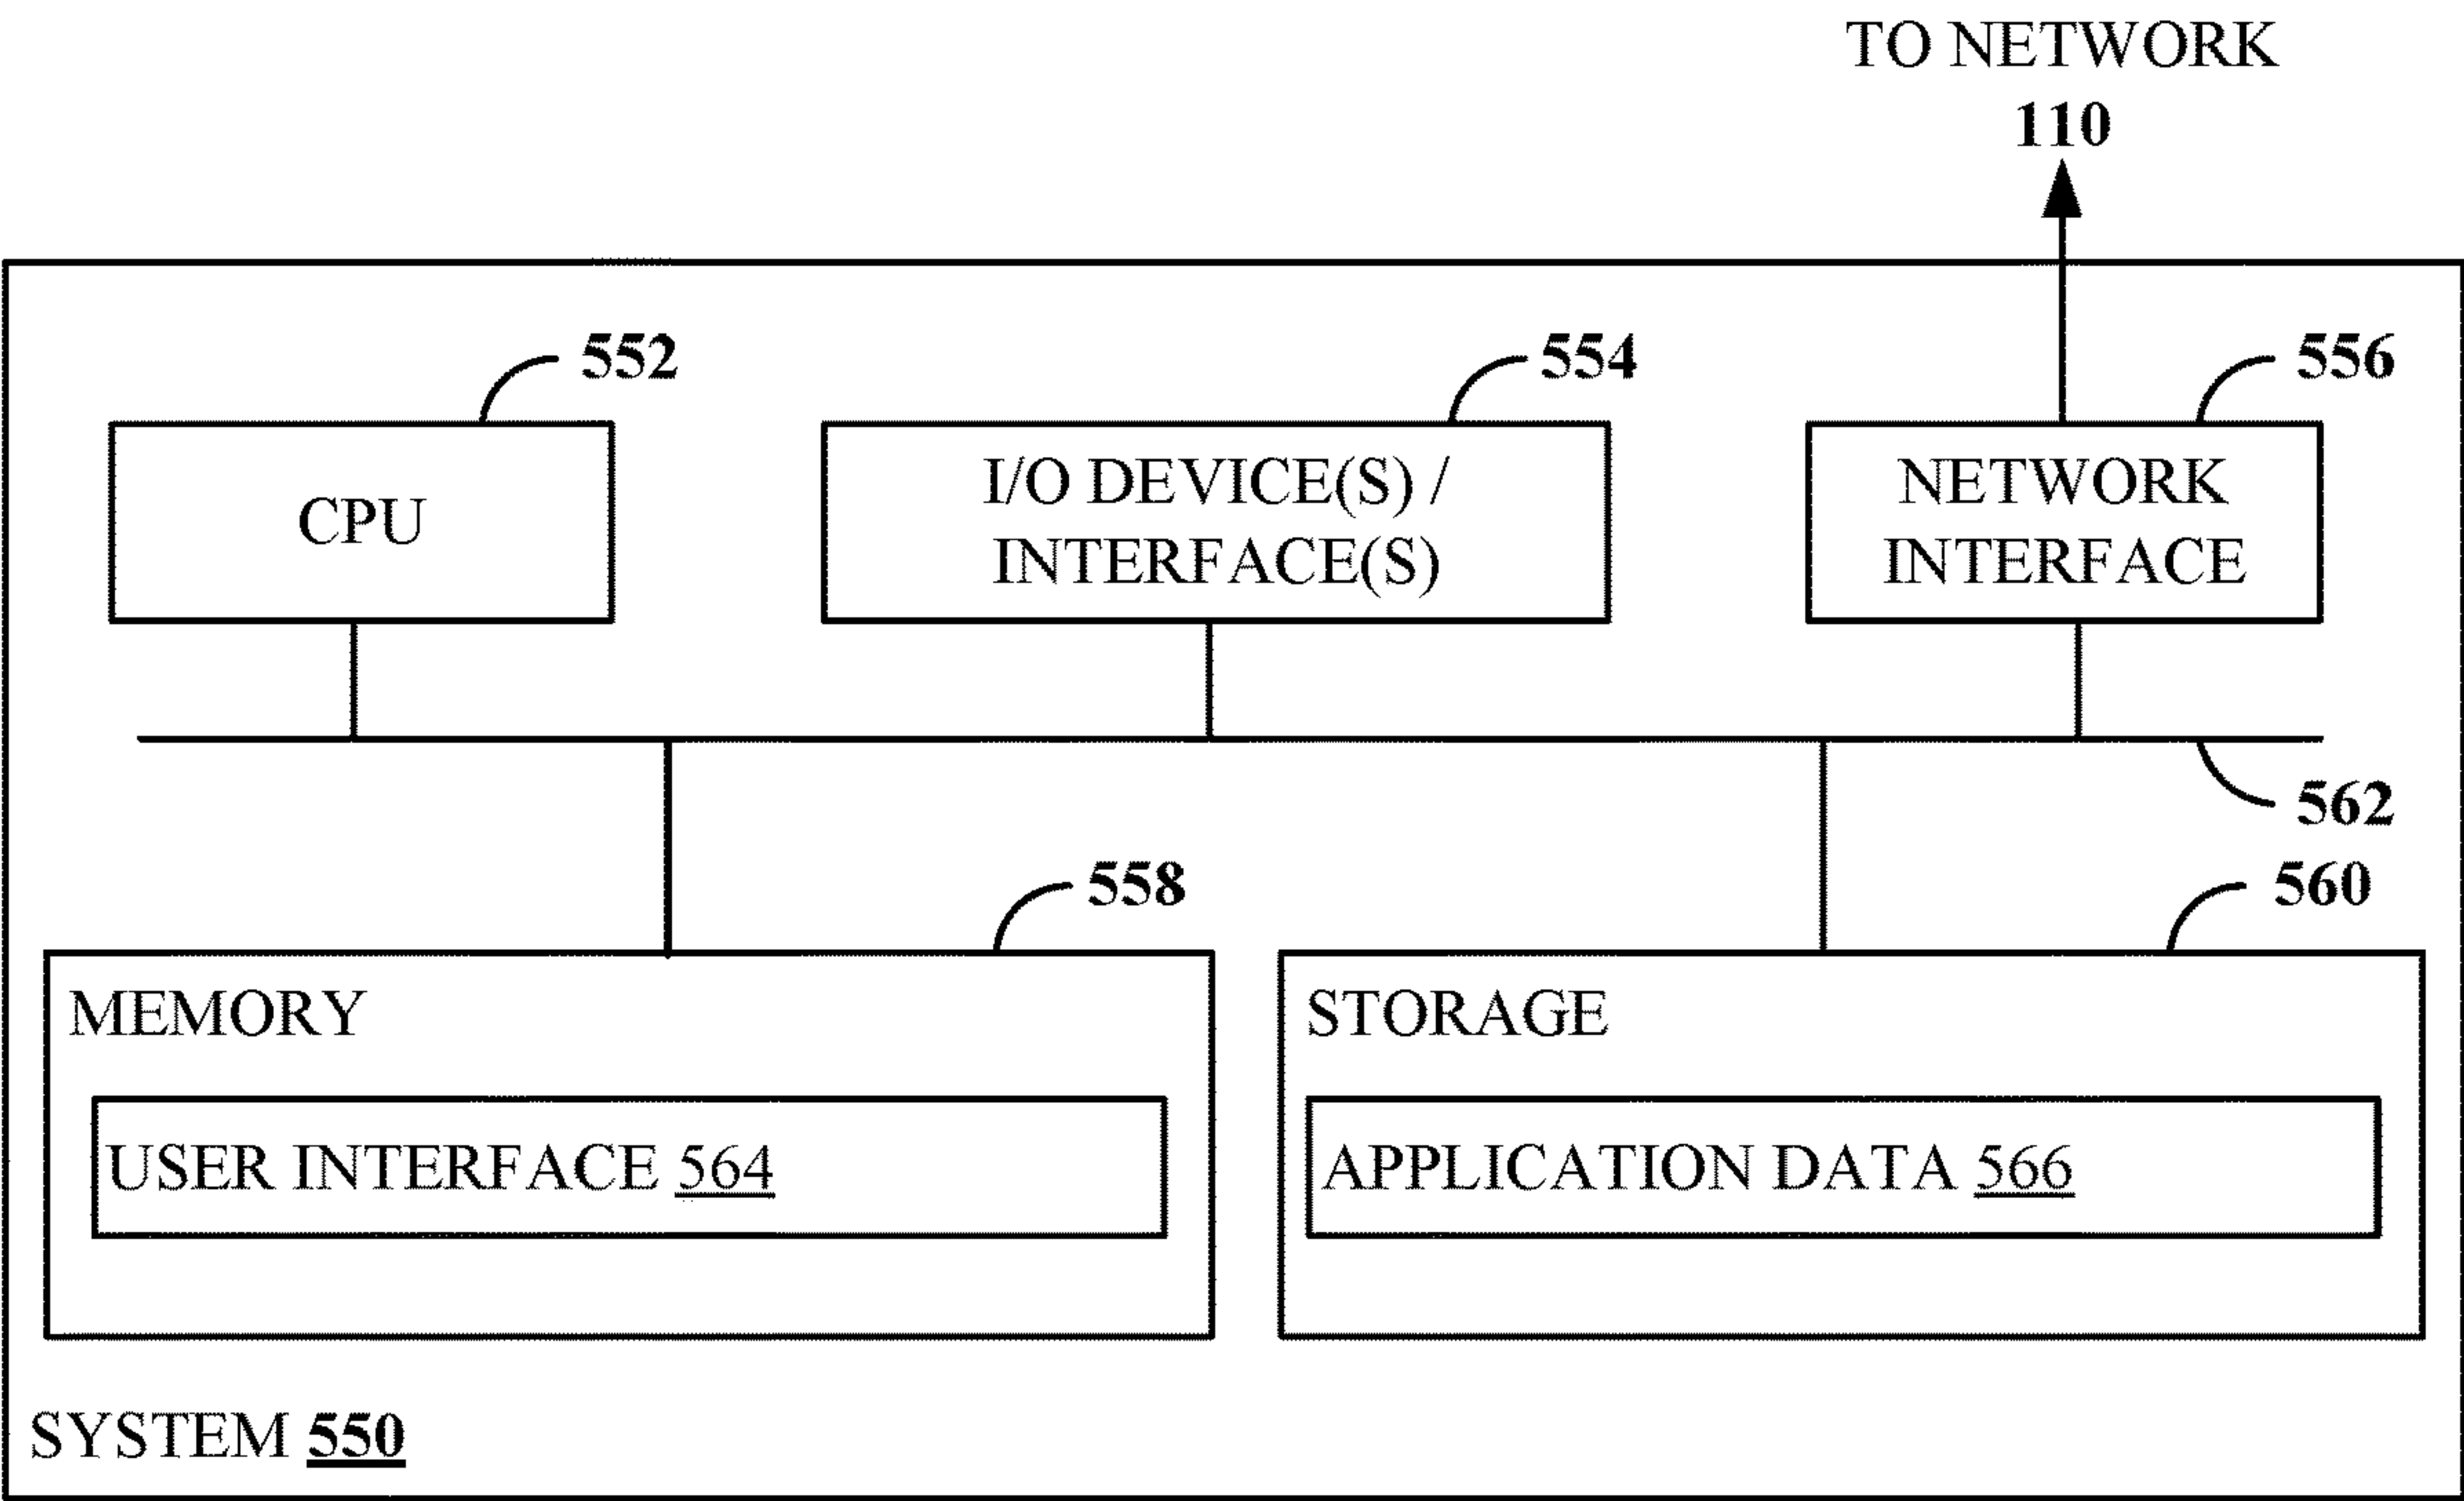 TO NETWORK
110
552
554
556
CPU
I/O DEVICE(S) /
INTERFACE(S)
NETWORK
INTERFACE
562
558
560
MEMORY
STORAGE
USER INTERFACE 564
APPLICATION DATA 566
SYSTEM 550